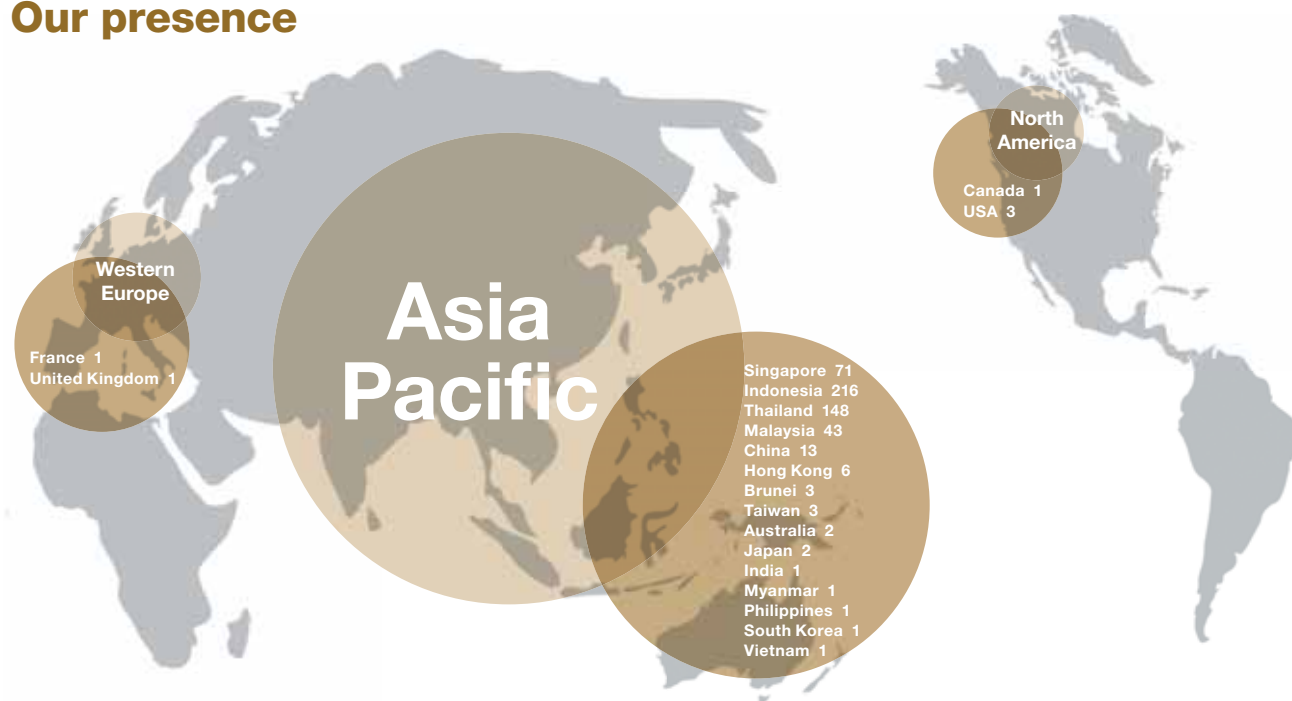 Our presence
North
America
Canada 1
USA 3
Western
Europe
France 1
United Kingdom 1
Asia
Pacific
Singapore 71
Indonesia 216
Thailand 148
Malaysia 43
China 13
Hong Kong 6
Brunei 3
Taiwan 3
Australia 2
Japan 2
India 1
Myanmar 1
Philippines 1
South Korea 1
Vietnam 1